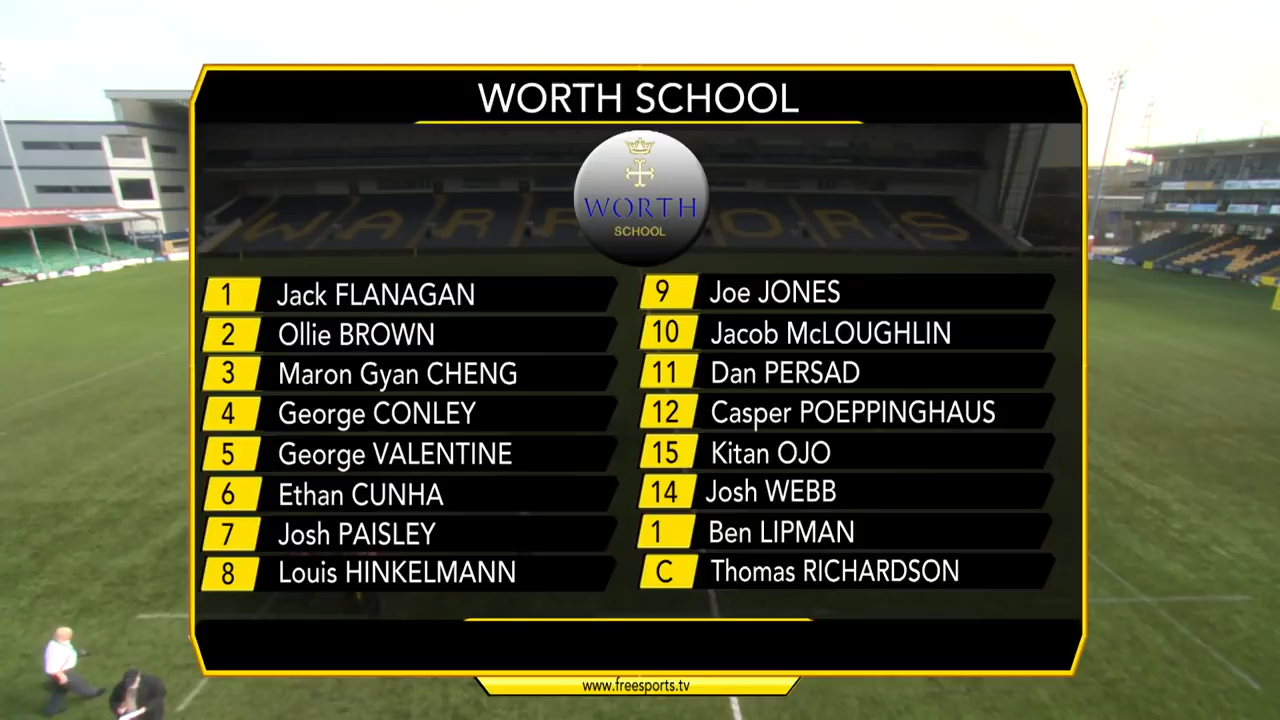 WORTH SCHOOL
WORTH
SCHOOL
WARRIORS
1 Jack FLANAGAN
2 Ollie BROWN
3 Maron Gyan CHENG
4 George CONLEY
5 George VALENTINE
6 Ethan CUNHA
7 Josh PAISLEY
8 Louis HINKELMANN
9 Joe JONES
10 Jacob McLOUGHLIN
11 Dan PERSAD
12 Casper POEPPINGHAUS
15 Kitan OJO
14 Josh WEBB
1 Ben LIPMAN
C Thomas RICHARDSON
www.freesports.tv